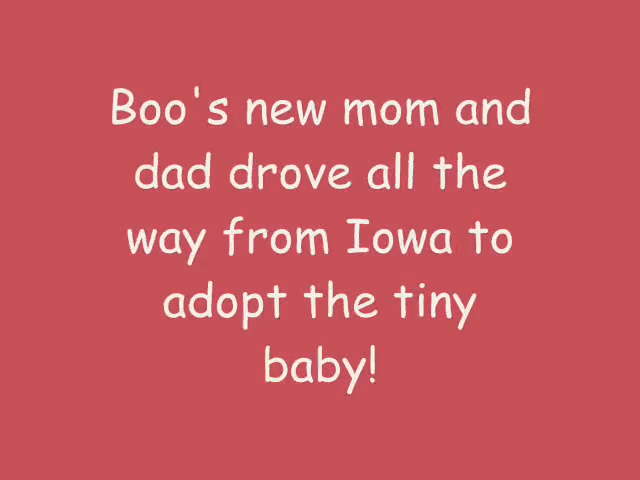 Boo's new mom and
dad drove all the
way from Iowa to
adopt the tiny
baby!